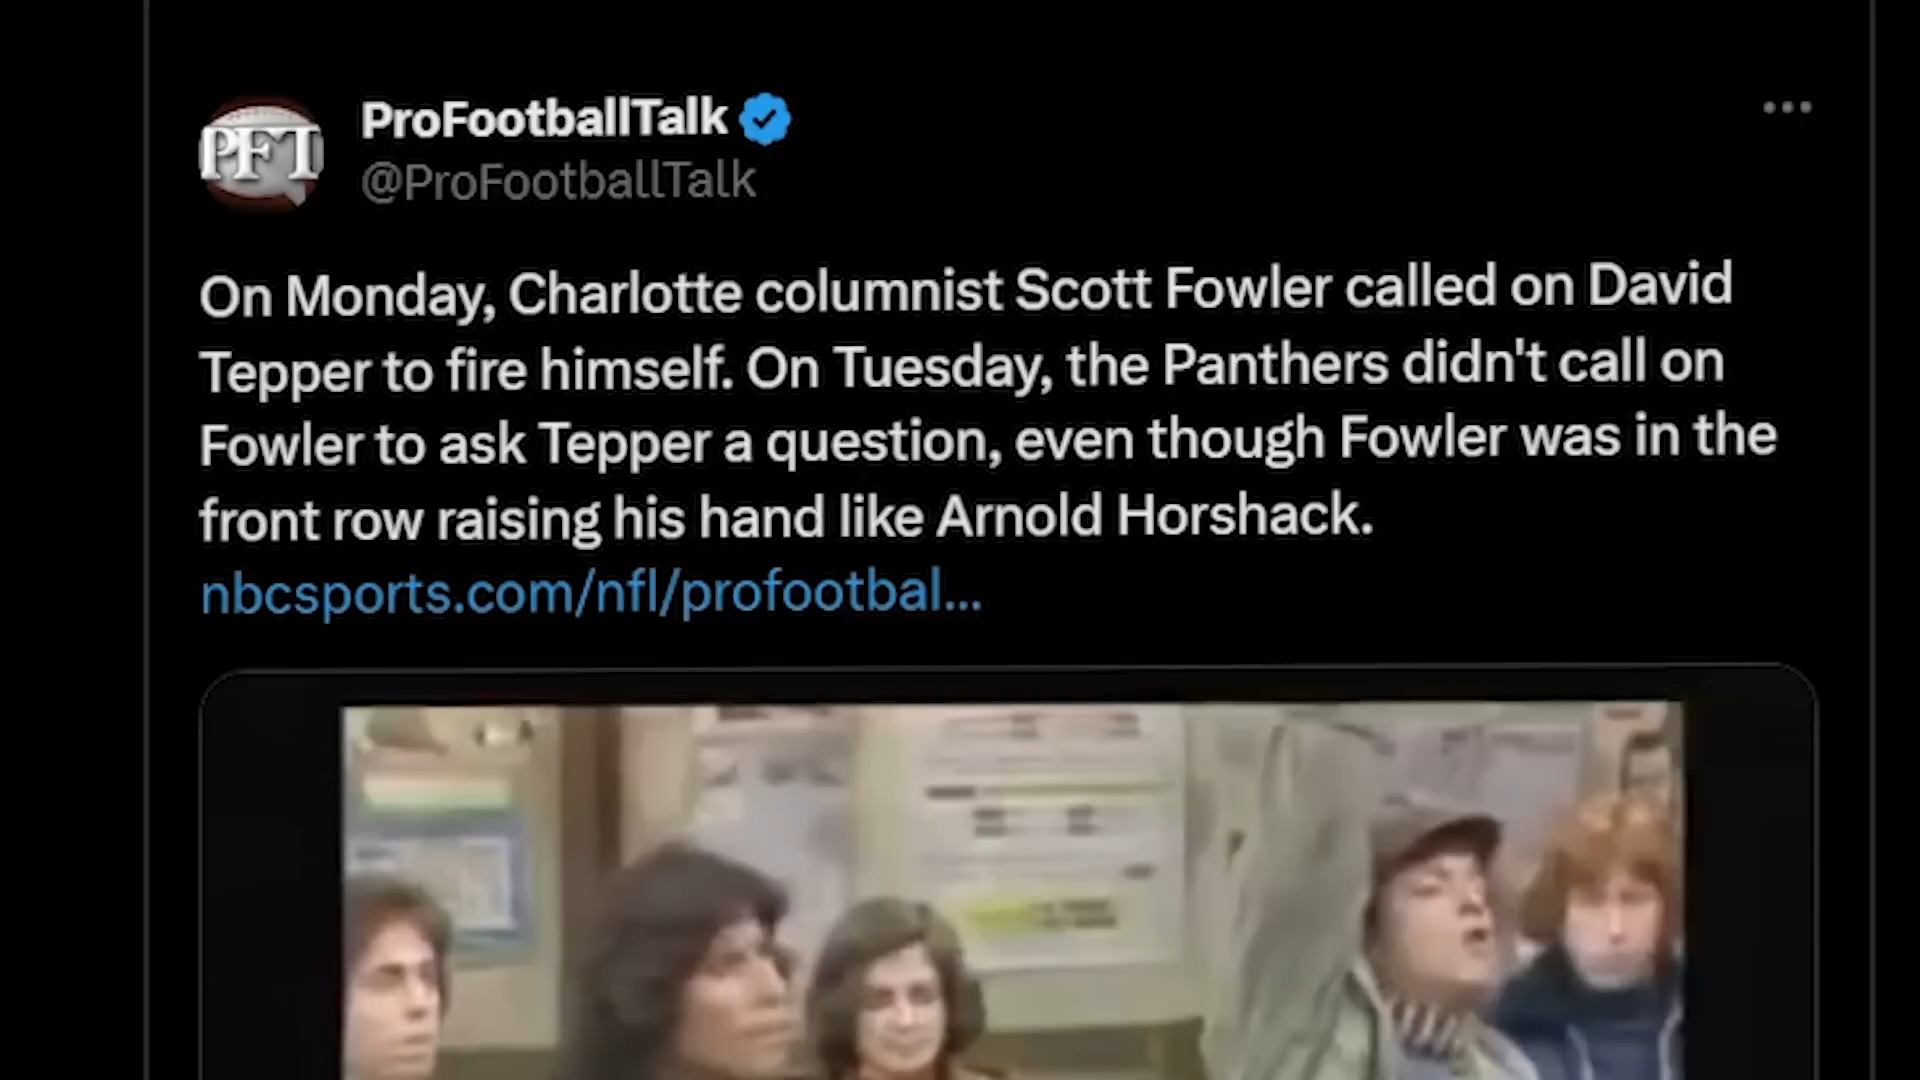 PFT
ProFootballTalk
@ProFootballTalk
On Monday, Charlotte columnist Scott Fowler called on David
Tepper to fire himself. On Tuesday, the Panthers didn't call on
Fowler to ask Tepper a question, even though Fowler was in the
front row raising his hand like Arnold Horshack.
nbcsports.com/nfl/profootbal...